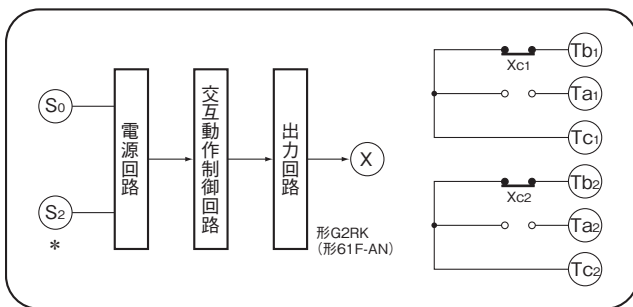 S0
S2
*
電源回路
交互動作制御回路
出力回路
X
形G2RK
（形61F-AN）
Tb1
Xc1
Ta1
Tc1
Tb2
Xc2
Ta2
Tc2